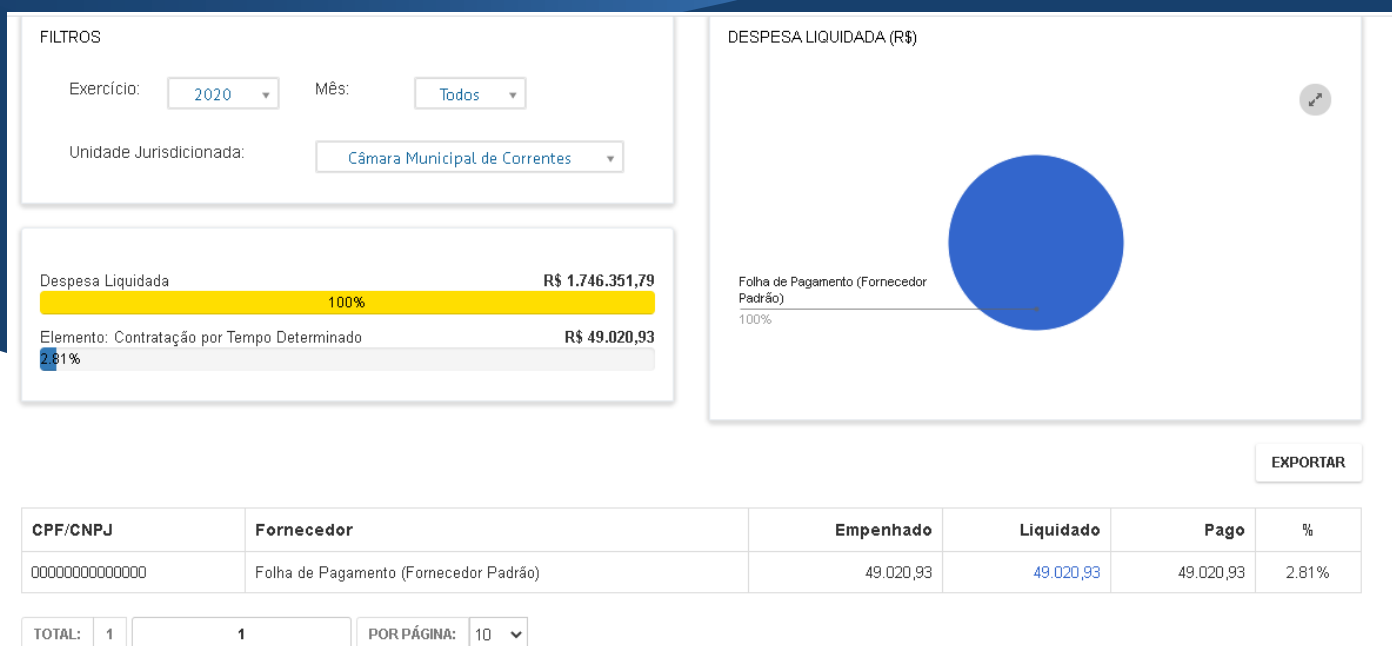 FILTROS
Exercício: 2020 Mês: Todos
Unidade Jurisdicionada: Câmara Municipal de Correntes
Despesa Liquidada R$ 1.746.351,79
100%
Elemento: Contratação por Tempo Determinado R$ 49.020,93
2.81%
DESPESA LIQUIDADA (R$)
Folha de Pagamento (Fornecedor
Padrão)
100%
EXPORTAR
CPF/CNPJ Fornecedor Empenhado Liquidado Pago %
00000000000000 Folha de Pagamento (Fornecedor Padrão) 49.020,93 49.020,93 49.020,93 2.81%
TOTAL: 1 1 POR PÁGINA: 10